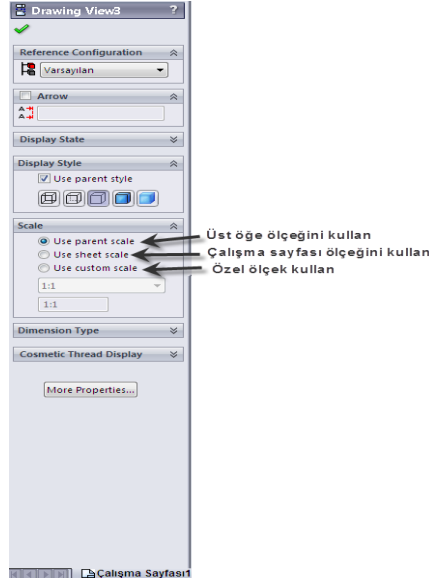 Drawing View3 ?
Reference Configuration
Varsayılan
Arrow
Display State
Display Style
Use parent style
Scale
Use parent scale
Üst öğe ölçeğini kullan
Use sheet scale
Çalışma sayfası ölçeğini kullan
Use custom scale
Özel ölçek kullan
1:1
1:1
Dimension Type
Cosmetic Thread Display
More Properties...
Çalışma Sayfası1